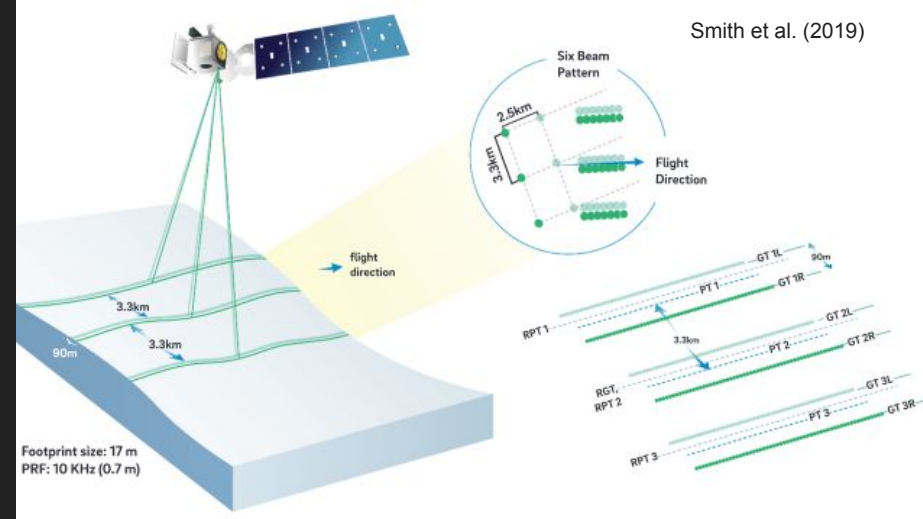 Smith et al. (2019)
Six Beam
Pattern
2.5km
3.3km
Flight
Direction
flight
direction
3.3km
3.3km
90m
Footprint size: 17 m
PRF: 10 KHz (0.7 m)
GT 1L
90m
GT 1R
PT 1
RPT 1
3.3km
GT 2L
GT 2R
PT 2
RGT,
RPT 2
GT 3L
GT 3R
PT 3
RPT 3